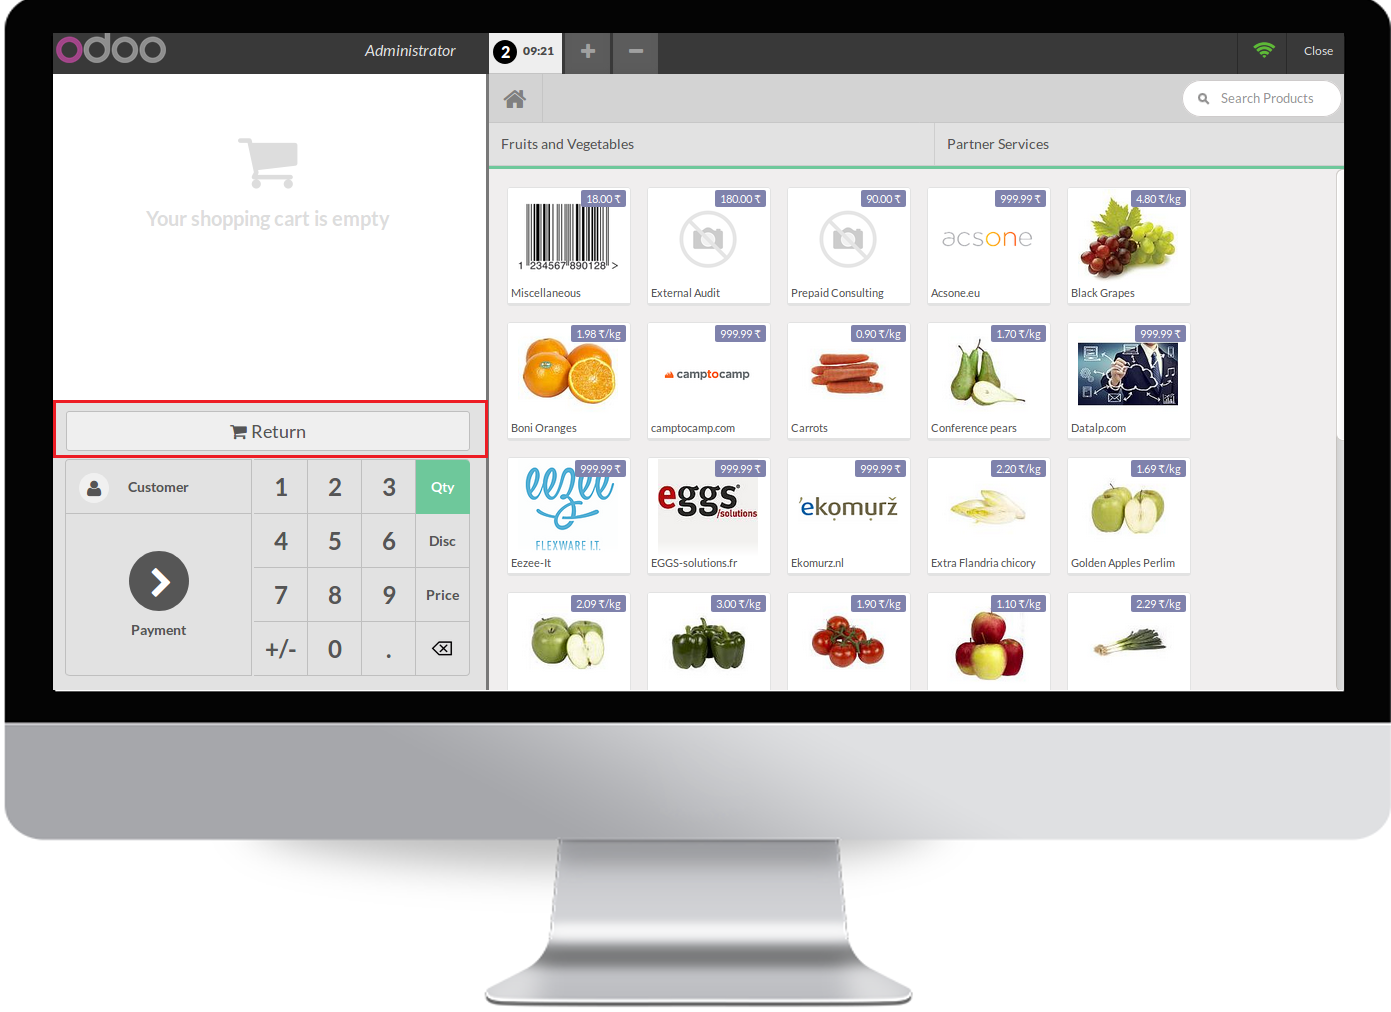 odoo
Administrator
2 09:21
+
-
Close
Search Products
Your shopping cart is empty
Fruits and Vegetables
Partner Services
18.00 ₹
1 234567 890128 >
Miscellaneous
180.00 ₹
External Audit
90.00 ₹
Prepaid Consulting
999.99 ₹
acsone
Acsone.eu
4.80 ₹/kg
Black Grapes
1.98 ₹/kg
Boni Oranges
999.99 ₹
camptocamp
camptocamp.com
0.90 ₹/kg
Carrots
1.70 ₹/kg
Conference pears
999.99 ₹
Datalp.com
999.99 ₹
eezee
FLEXWARE I.T.
Eezee-It
999.99 ₹
eggs®
/solutions
EGGS-solutions.fr
999.99 ₹
'ekomurż
Ekomurz.nl
2.20 ₹/kg
Extra Flandria chicory
1.69 ₹/kg
Golden Apples Perlim
2.09 ₹/kg
3.00 ₹/kg
1.90 ₹/kg
1.10 ₹/kg
2.29 ₹/kg
Return
Customer
Payment
1 2 3 Qty
4 5 6 Disc
7 8 9 Price
+/- 0 .